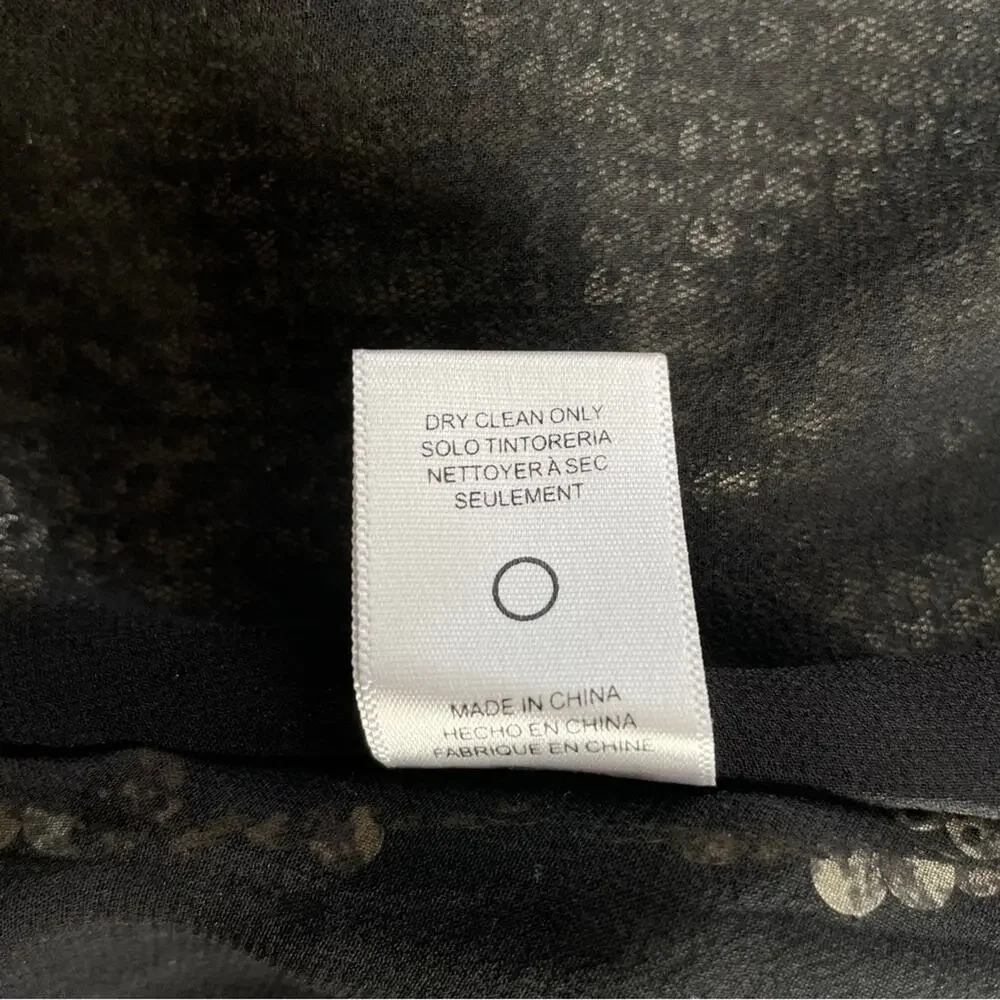 DRY CLEAN ONLY
SOLO TINTORERIA
NETTOYER À SEC
SEULEMENT
MADE IN CHINA
HECHO EN CHINA
FABRIQUE EN CHINE